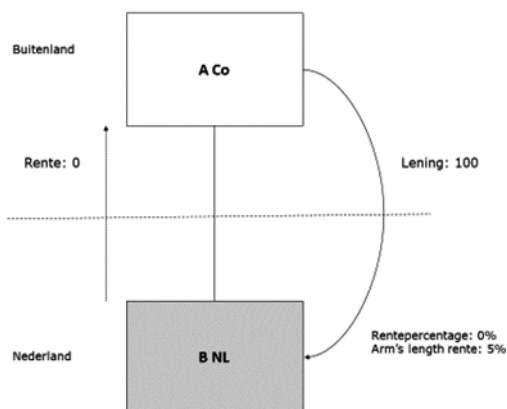 Buitenland
A Co
Rente: 0
Lening: 100
Rentepercentage: 0%
Arm's length rente: 5%
Nederland
B NL